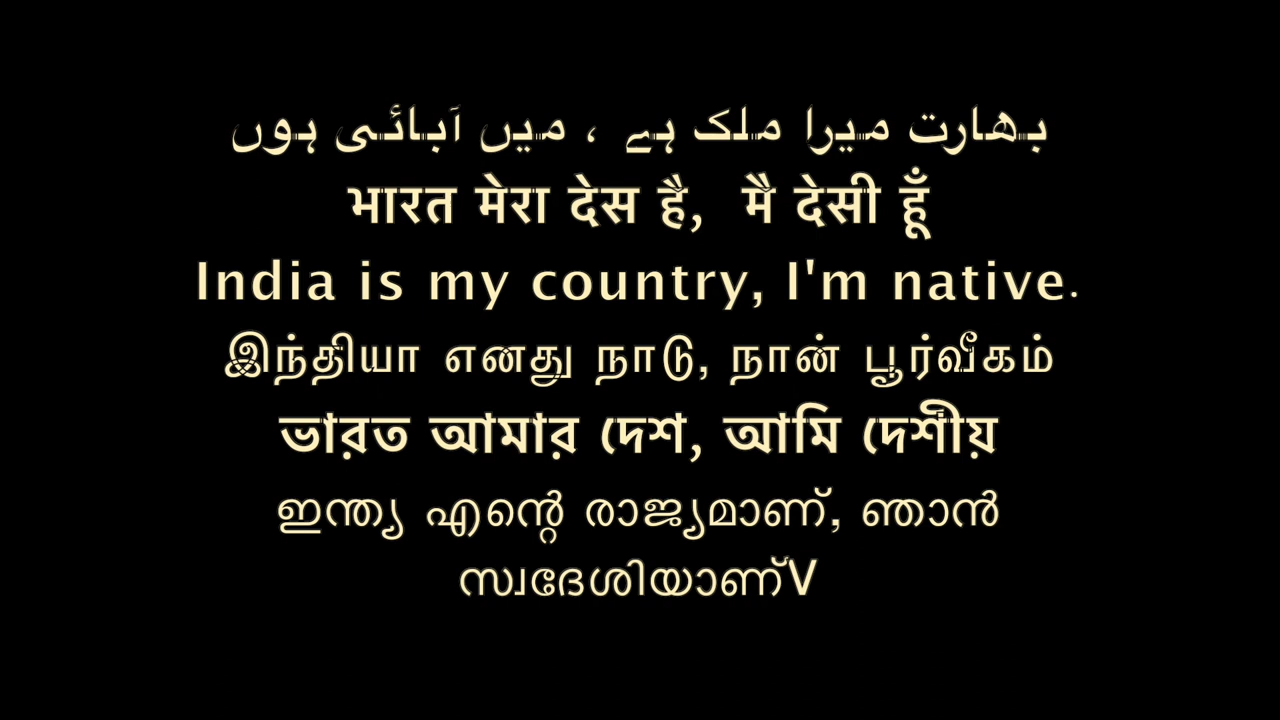 بھارت میرا ملک ہے ، میں آبائی ہوں
भारत मेरा देस है, मै देसी हूँ
India is my country, I'm native.
இந்தியா எனது நாடு, நான் பூர்வீகம்
ভারত আমার দেশ, আমি দেশীয়
ഇന്ത്യ എന്റെ രാജ്യമാണ്, ഞാൻ
സ്വദേശിയാണ്V